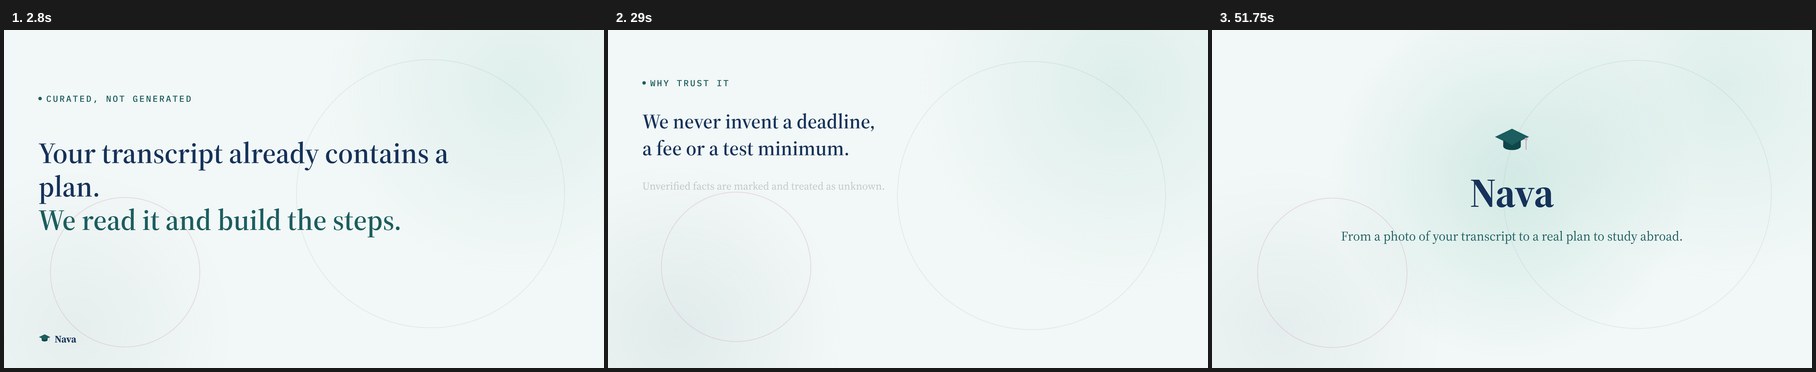 1. 2.8s
CURATED, NOT GENERATED
Your transcript already contains a
plan.
We read it and build the steps.
Nava
2. 29s
WHY TRUST IT
We never invent a deadline,
a fee or a test minimum.
Unverified facts are marked and treated as unknown.
3. 51.75s
Nava
From a photo of your transcript to a real plan to study abroad.